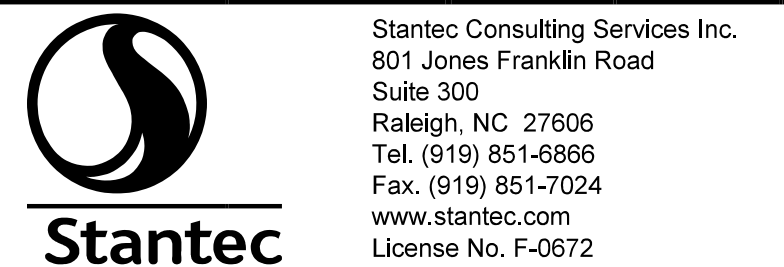 Stantec
Stantec Consulting Services Inc.
801 Jones Franklin Road
Suite 300
Raleigh, NC  27606
Tel. (919) 851-6866
Fax. (919) 851-7024
www.stantec.com
License No. F-0672